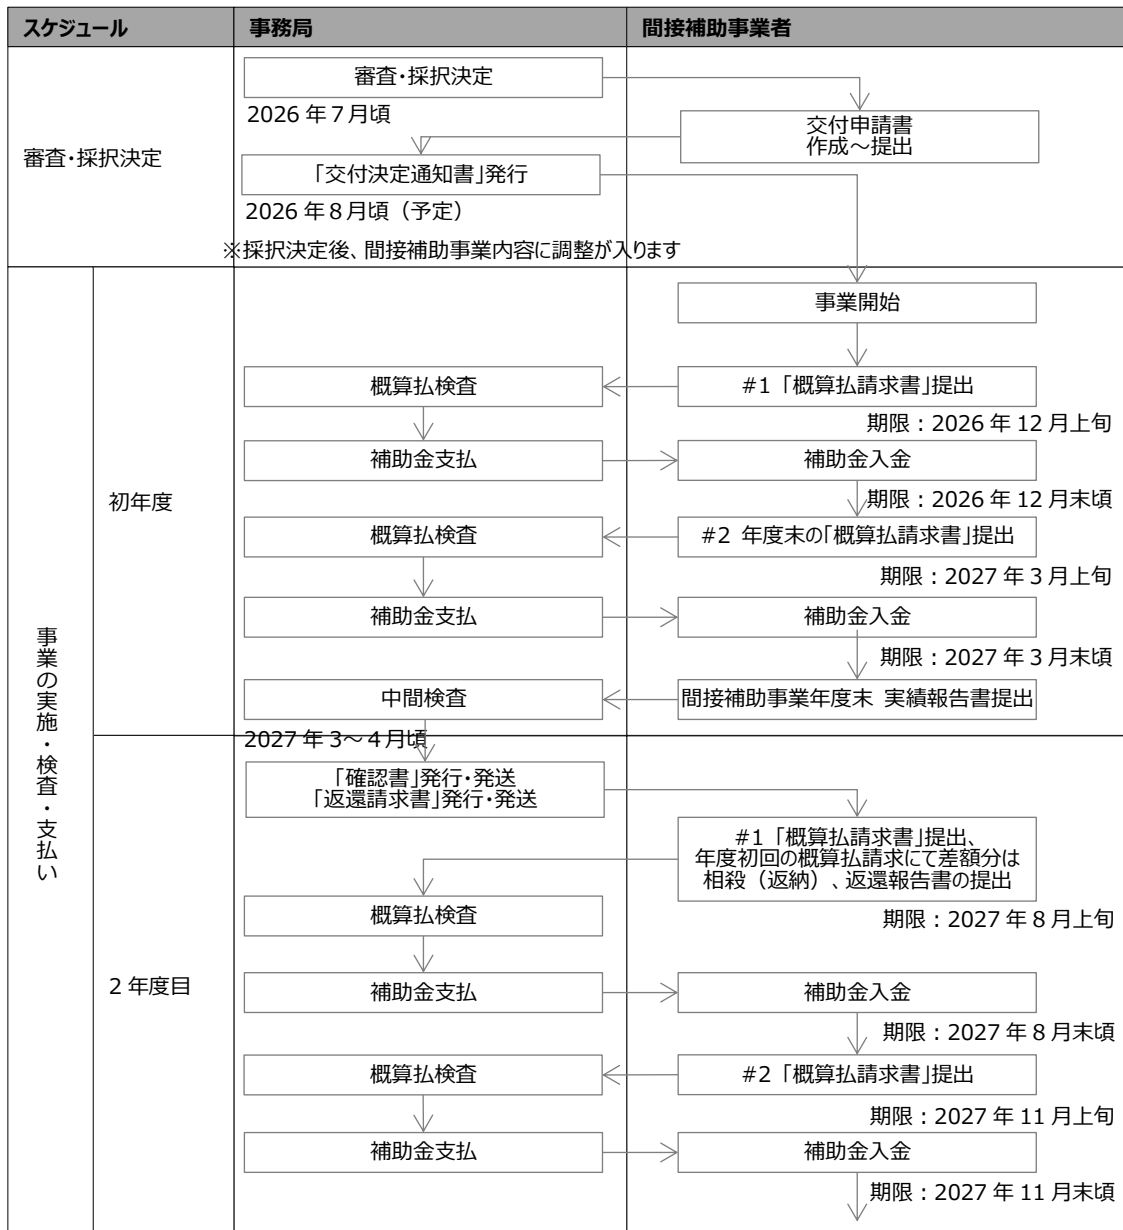 スケジュール
事務局
間接補助事業者
審査・採択決定
審査・採択決定
2026 年 7 月頃
交付申請書
作成～提出
「交付決定通知書」発行
2026 年 8 月頃（予定）
※採択決定後、間接補助事業内容に調整が入ります
事業の実施・検査・支払い
初年度
事業開始
#1「概算払請求書」提出
概算払検査
期限：2026 年 12 月上旬
補助金支払
補助金入金
期限：2026 年 12 月末頃
#2 年度末の「概算払請求書」提出
概算払検査
期限：2027 年 3 月上旬
補助金支払
補助金入金
期限：2027 年 3 月末頃
間接補助事業年度末 実績報告書提出
中間検査
2027 年 3～4 月頃
2 年度目
「確認書」発行・発送
「返還請求書」発行・発送
#1「概算払請求書」提出、
年度初回の概算払請求にて差額分は
相殺（返納）、返還報告書の提出
概算払検査
期限：2027 年 8 月上旬
補助金支払
補助金入金
期限：2027 年 8 月末頃
#2「概算払請求書」提出
概算払検査
期限：2027 年 11 月上旬
補助金支払
補助金入金
期限：2027 年 11 月末頃